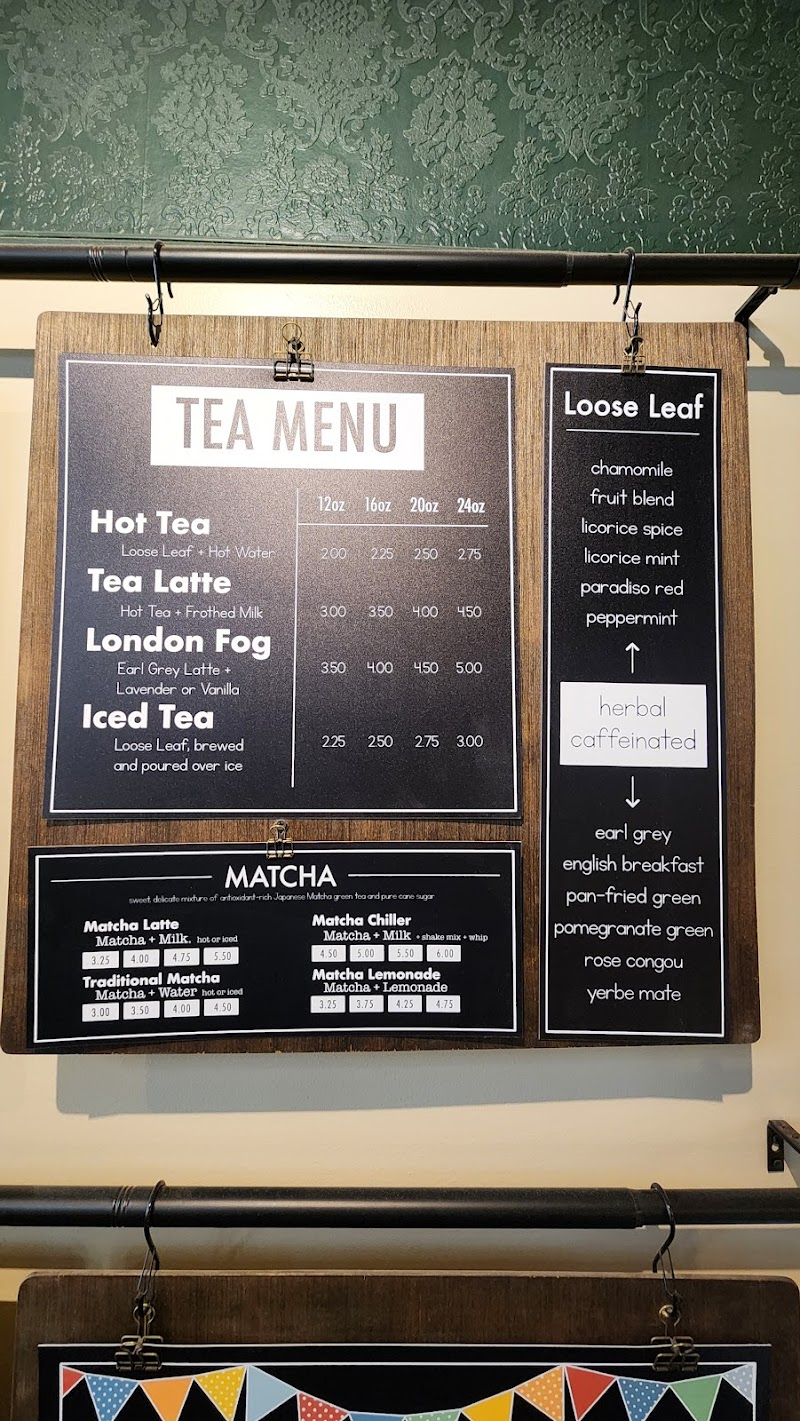 TEA MENU
12oz 16oz 20oz 24oz
Hot Tea
Loose Leaf + Hot Water 2.00 2.25 2.50 2.75
Tea Latte
Hot Tea + Frothed Milk 3.00 3.50 4.00 4.50
London Fog
Earl Grey Latte + 3.50 4.00 4.50 5.00
Lavender or Vanilla
Iced Tea
Loose Leaf, brewed 2.25 2.50 2.75 3.00
and poured over ice
MATCHA
sweet, delicate mixture of antioxidant-rich Japanese Matcha green tea and pure cane sugar
Matcha Latte
Matcha + Milk, hot or iced
3.25 4.00 4.75 5.50
Traditional Matcha
Matcha + Water hot or iced
3.00 3.50 4.00 4.50
Matcha Chiller
Matcha + Milk + shake mix + whip
4.50 5.00 5.50 6.00
Matcha Lemonade
Matcha + Lemonade
3.25 3.75 4.25 4.75
Loose Leaf
chamomile
fruit blend
licorice spice
licorice mint
paradiso red
peppermint
↑
herbal
caffeinated
↓
earl grey
english breakfast
pan-fried green
pomegranate green
rose congou
yerbe mate